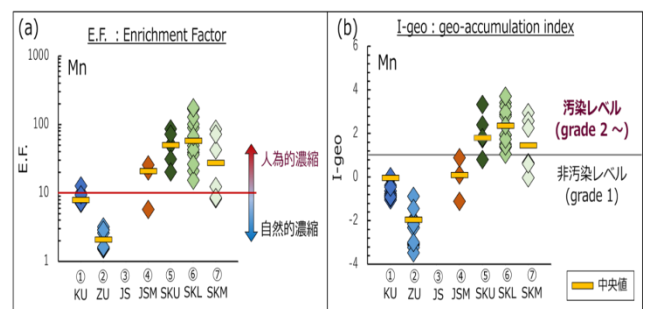 (a)
E.F. : Enrichment Factor
Mn
1000
100
10
1
E.F.
人為的濃縮
自然的濃縮
① ② ③ ④ ⑤ ⑥ ⑦
KU ZU JS JSM SKU SKL SKM
(b)
I-geo : geo-accumulation index
Mn
6
4
2
0
-2
-4
I-geo
汚染レベル
(grade 2 ～)
非汚染レベル
(grade 1)
① ② ③ ④ ⑤ ⑥ ⑦
KU ZU JS JSM SKU SKL SKM
中央値